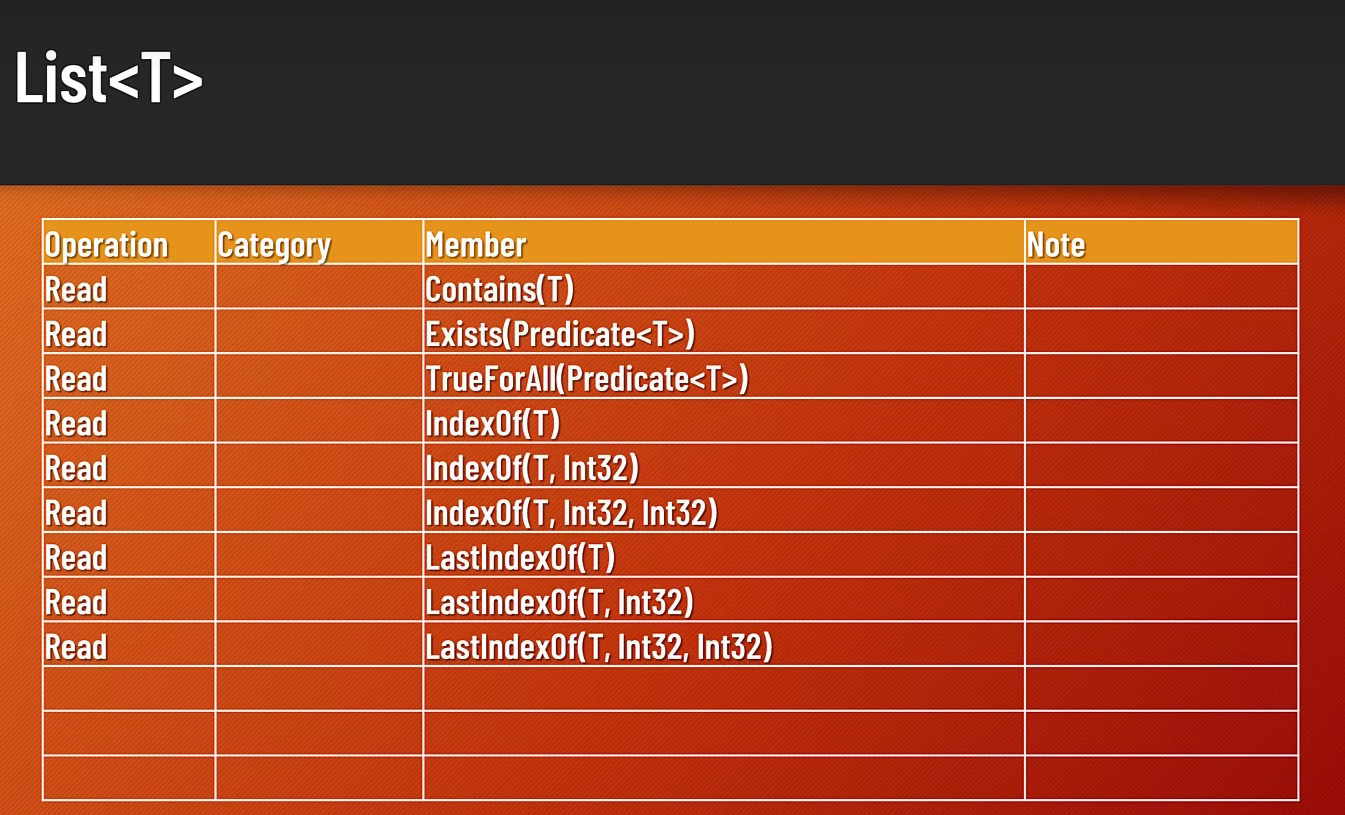 List<T>
Operation Category Member Note
Read Contains(T)
Read Exists(Predicate<T>)
Read TrueForAll(Predicate<T>)
Read IndexOf(T)
Read IndexOf(T, Int32)
Read IndexOf(T, Int32, Int32)
Read LastIndexOf(T)
Read LastIndexOf(T, Int32)
Read LastIndexOf(T, Int32, Int32)